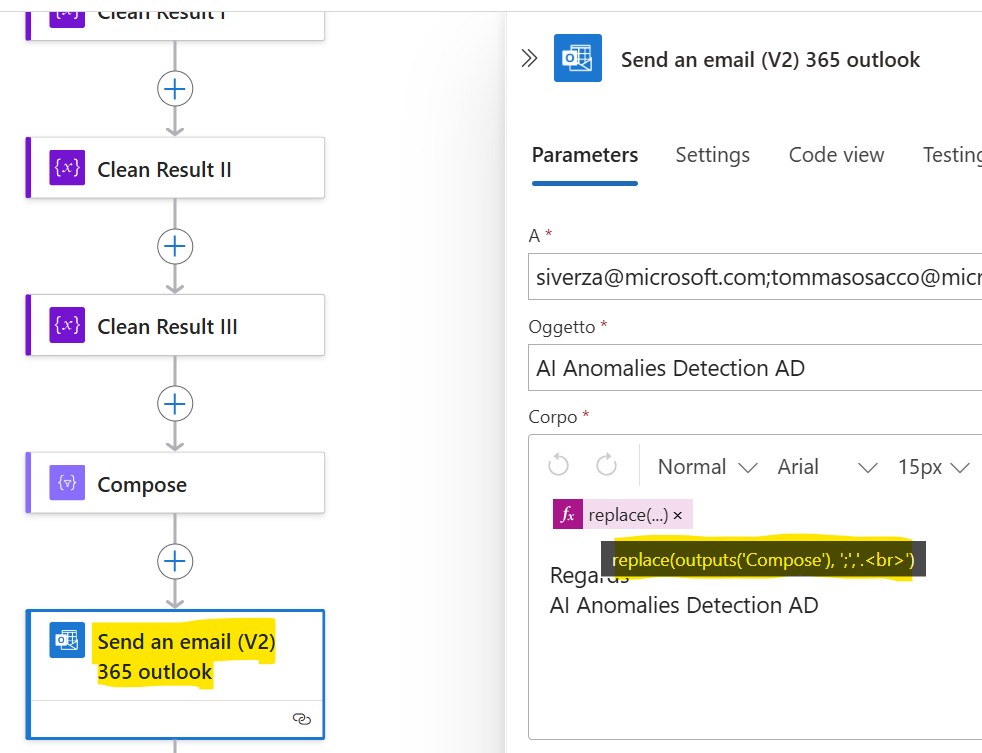 Clean Result I
Send an email (V2) 365 outlook
Parameters
Settings
Code view
Testing
Clean Result II
A *
siverza@microsoft.com;tommasosacco@micr
Oggetto *
Clean Result III
AI Anomalies Detection AD
Corpo *
Normal
Arial
15px
Compose
fx replace(...) ×
replace(outputs('Compose'), ';','.<br>')
Regards
AI Anomalies Detection AD
Send an email (V2)
365 outlook